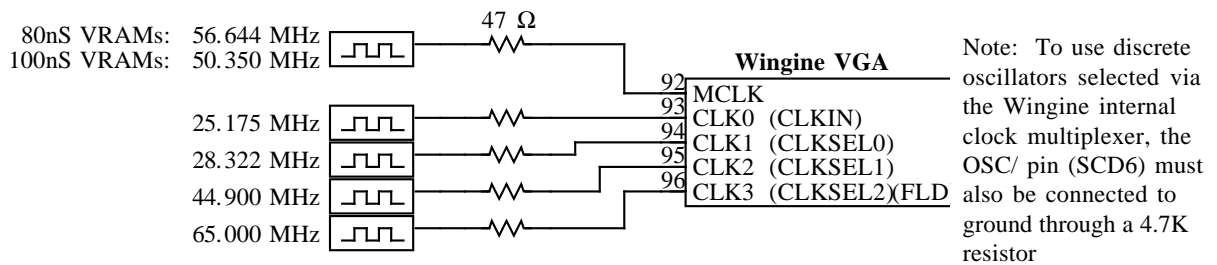 47 Ω
80nS VRAMs: 56.644 MHz
100nS VRAMs: 50.350 MHz
25.175 MHz
28.322 MHz
44.900 MHz
65.000 MHz
Wingine VGA
92
MCLK
93
CLK0 (CLKIN)
94
CLK1 (CLKSEL0)
95
CLK2 (CLKSEL1)
96
CLK3 (CLKSEL2)(FLD
Note: To use discrete
oscillators selected via
the Wingine internal
clock multiplexer, the
OSC/ pin (SCD6) must
also be connected to
ground through a 4.7K
resistor